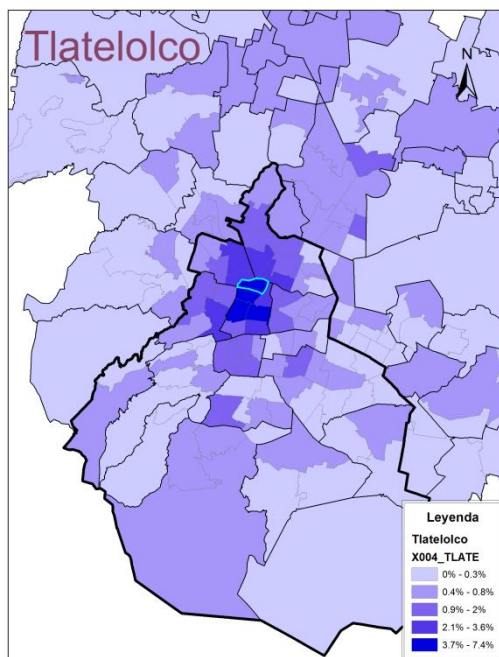 Tlatelolco
N
Leyenda
Tlatelolco
X004_TLATE
0% - 0.3%
0.4% - 0.8%
0.9% - 2%
2.1% - 3.6%
3.7% - 7.4%